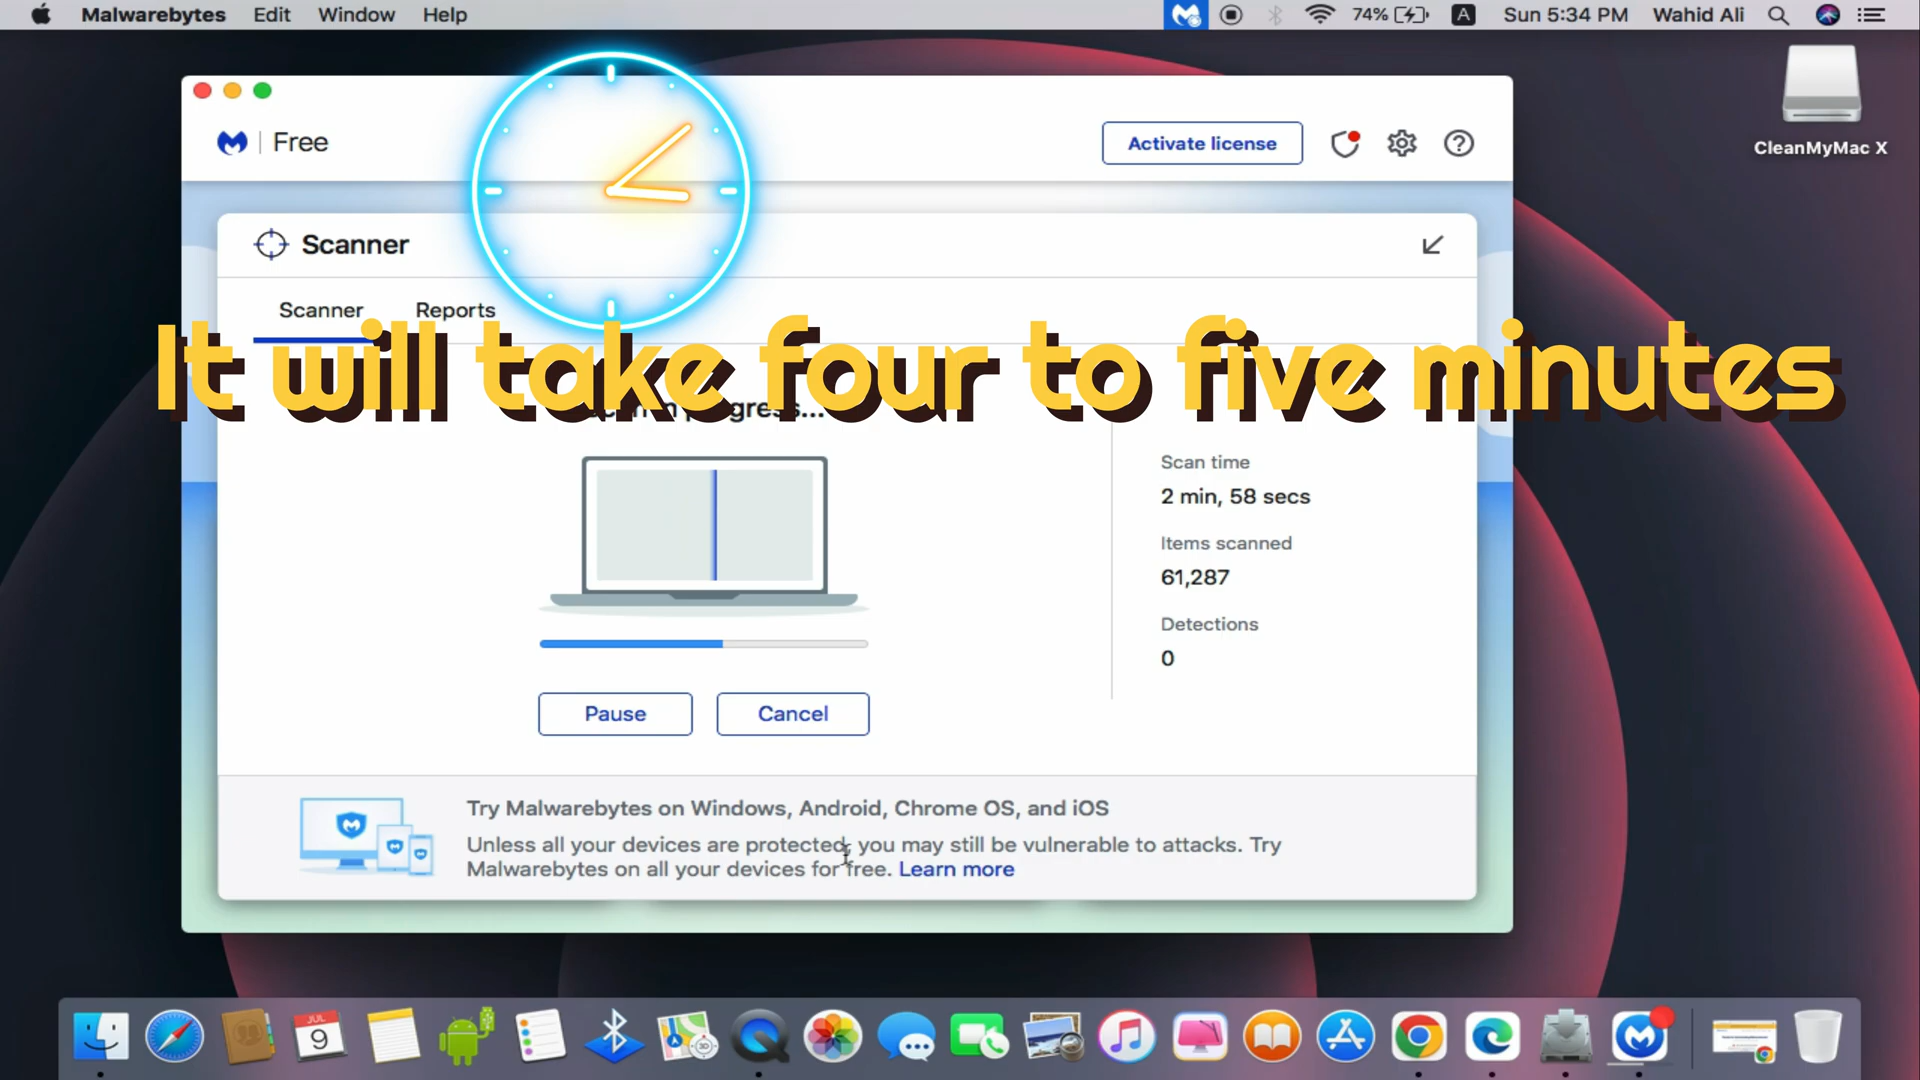 Malwarebytes Edit Window Help 74% A Sun 5:34 PM Wahid Ali
CleanMyMac X
Free Activate license
Scanner
Scanner Reports
It will take four to five minutes
Scan time
2 min, 58 secs
Items scanned
61,287
Detections
0
Pause Cancel
Try Malwarebytes on Windows, Android, Chrome OS, and iOS
Unless all your devices are protected, you may still be vulnerable to attacks. Try
Malwarebytes on all your devices for free. Learn more
JUL
9
3D